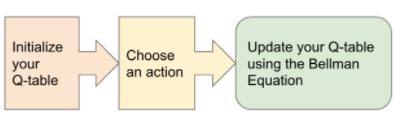 Initialize
your
Q-table
Choose
an action
Update your Q-table
using the Bellman
Equation